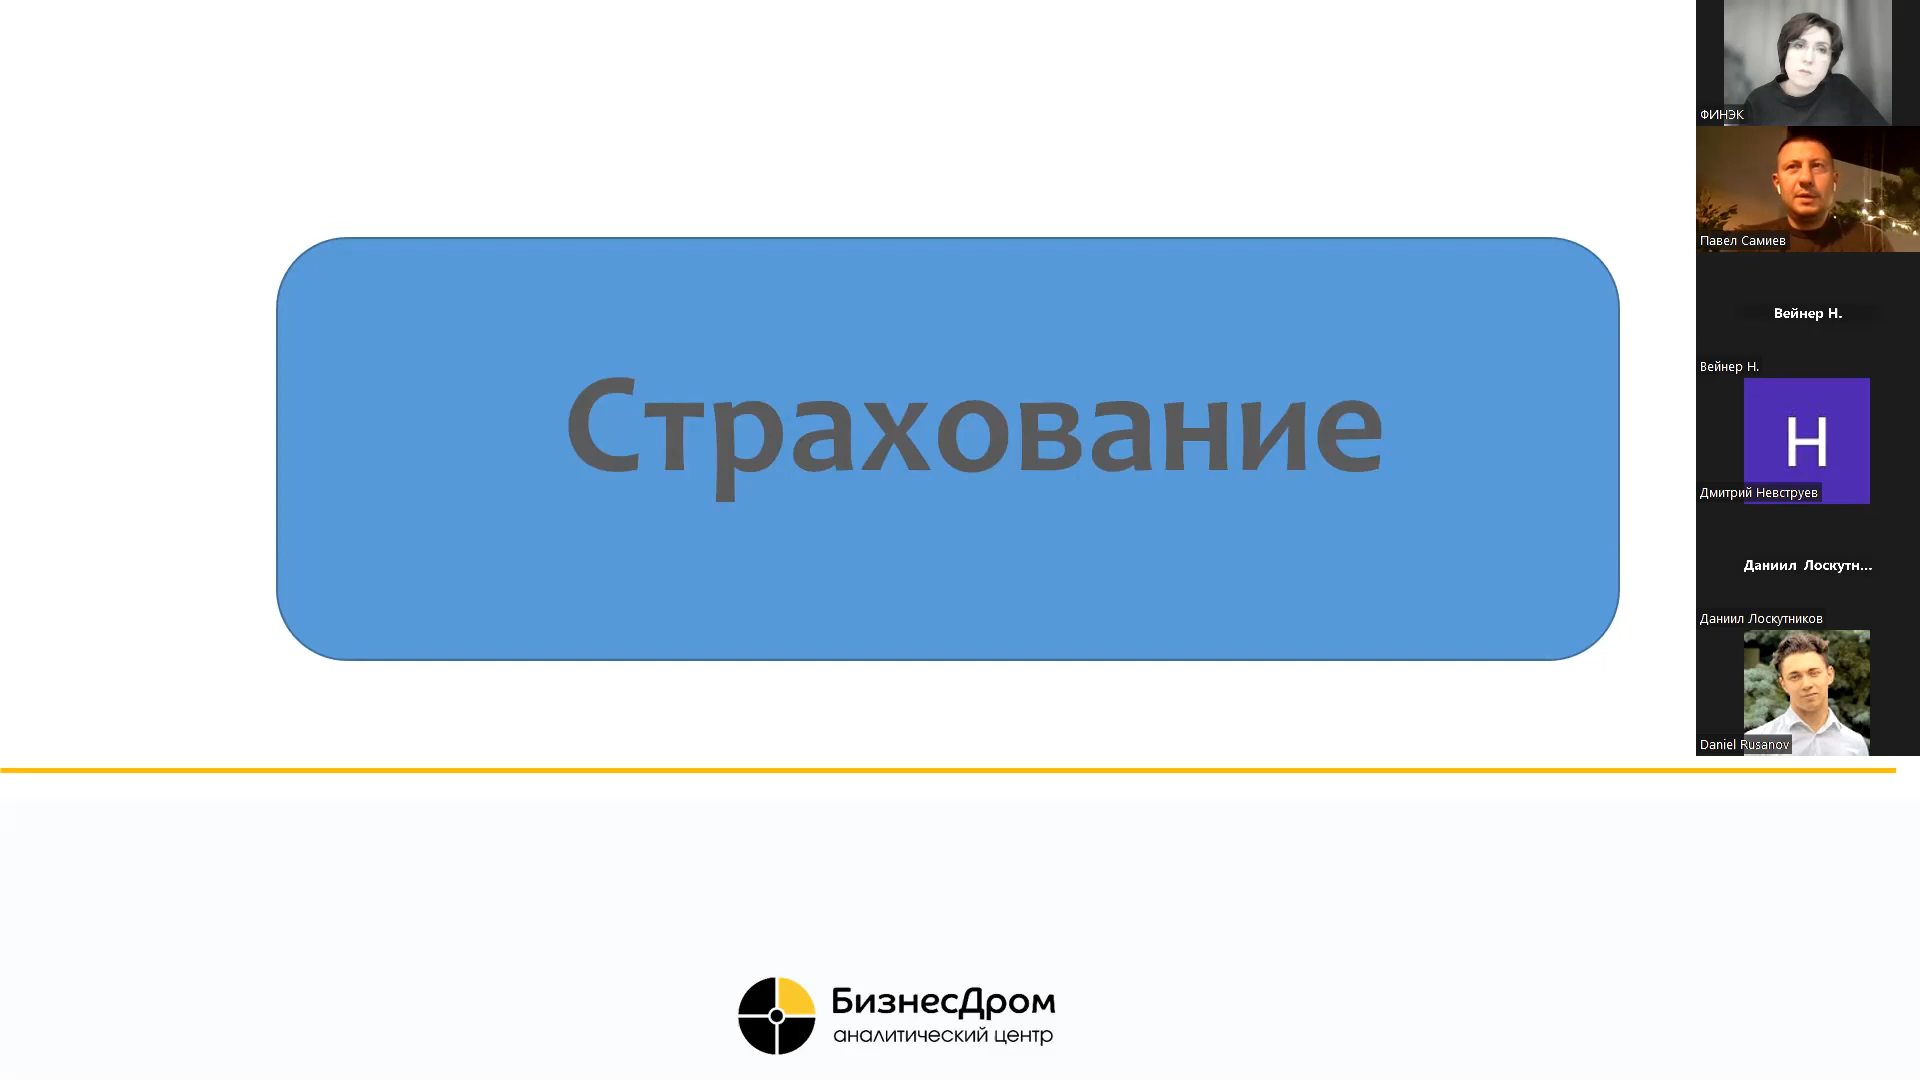 Страхование
БизнесДром
аналитический центр
ФИНЭК
Павел Самиев
Вейнер Н.
Вейнер Н.
Н
Дмитрий Невструев
Даниил Лоскутн...
Даниил Лоскутников
Daniel Rusanov